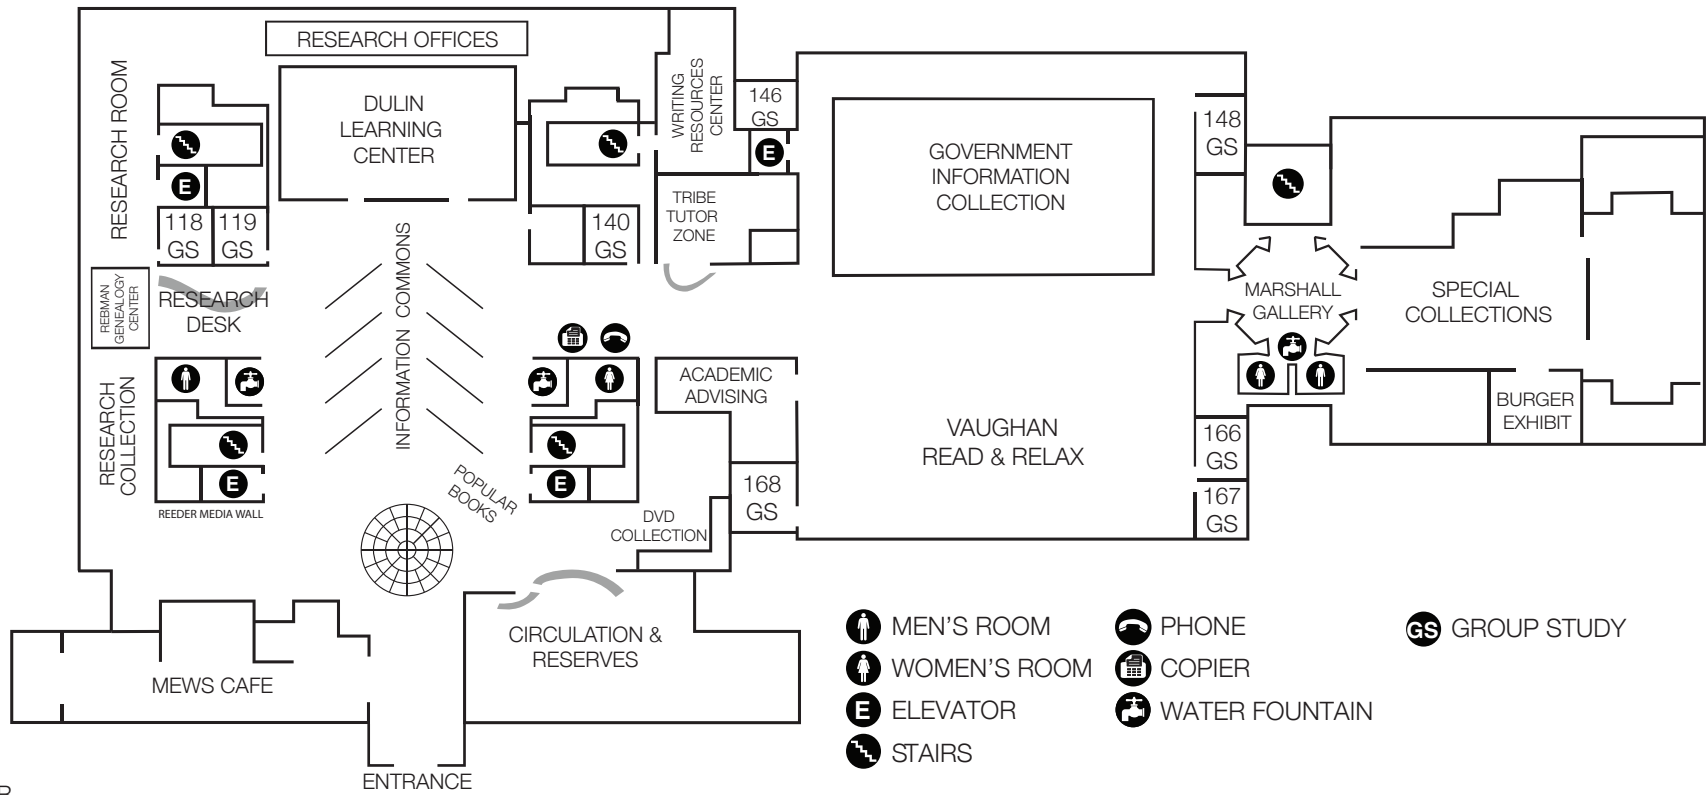 RESEARCH OFFICES
RESEARCH ROOM
DULIN
LEARNING
CENTER
WRITING
RESOURCES
CENTER
146
GS
E
148
GS
GOVERNMENT
INFORMATION
COLLECTION
E
118
GS
119
GS
140
GS
TRIBE
TUTOR
ZONE
INFORMATION COMMONS
REBMAN
GENEALOGY
CENTER
RESEARCH
DESK
MARSHALL
GALLERY
SPECIAL
COLLECTIONS
RESEARCH
COLLECTION
ACADEMIC
ADVISING
BURGER
EXHIBIT
VAUGHAN
READ & RELAX
166
GS
167
GS
E
E
REEDER MEDIA WALL
POPULAR
BOOKS
168
GS
DVD
COLLECTION
CIRCULATION &
RESERVES
MEWS CAFE
ENTRANCE
MEN'S ROOM
WOMEN'S ROOM
E ELEVATOR
STAIRS
PHONE
COPIER
WATER FOUNTAIN
GS GROUP STUDY